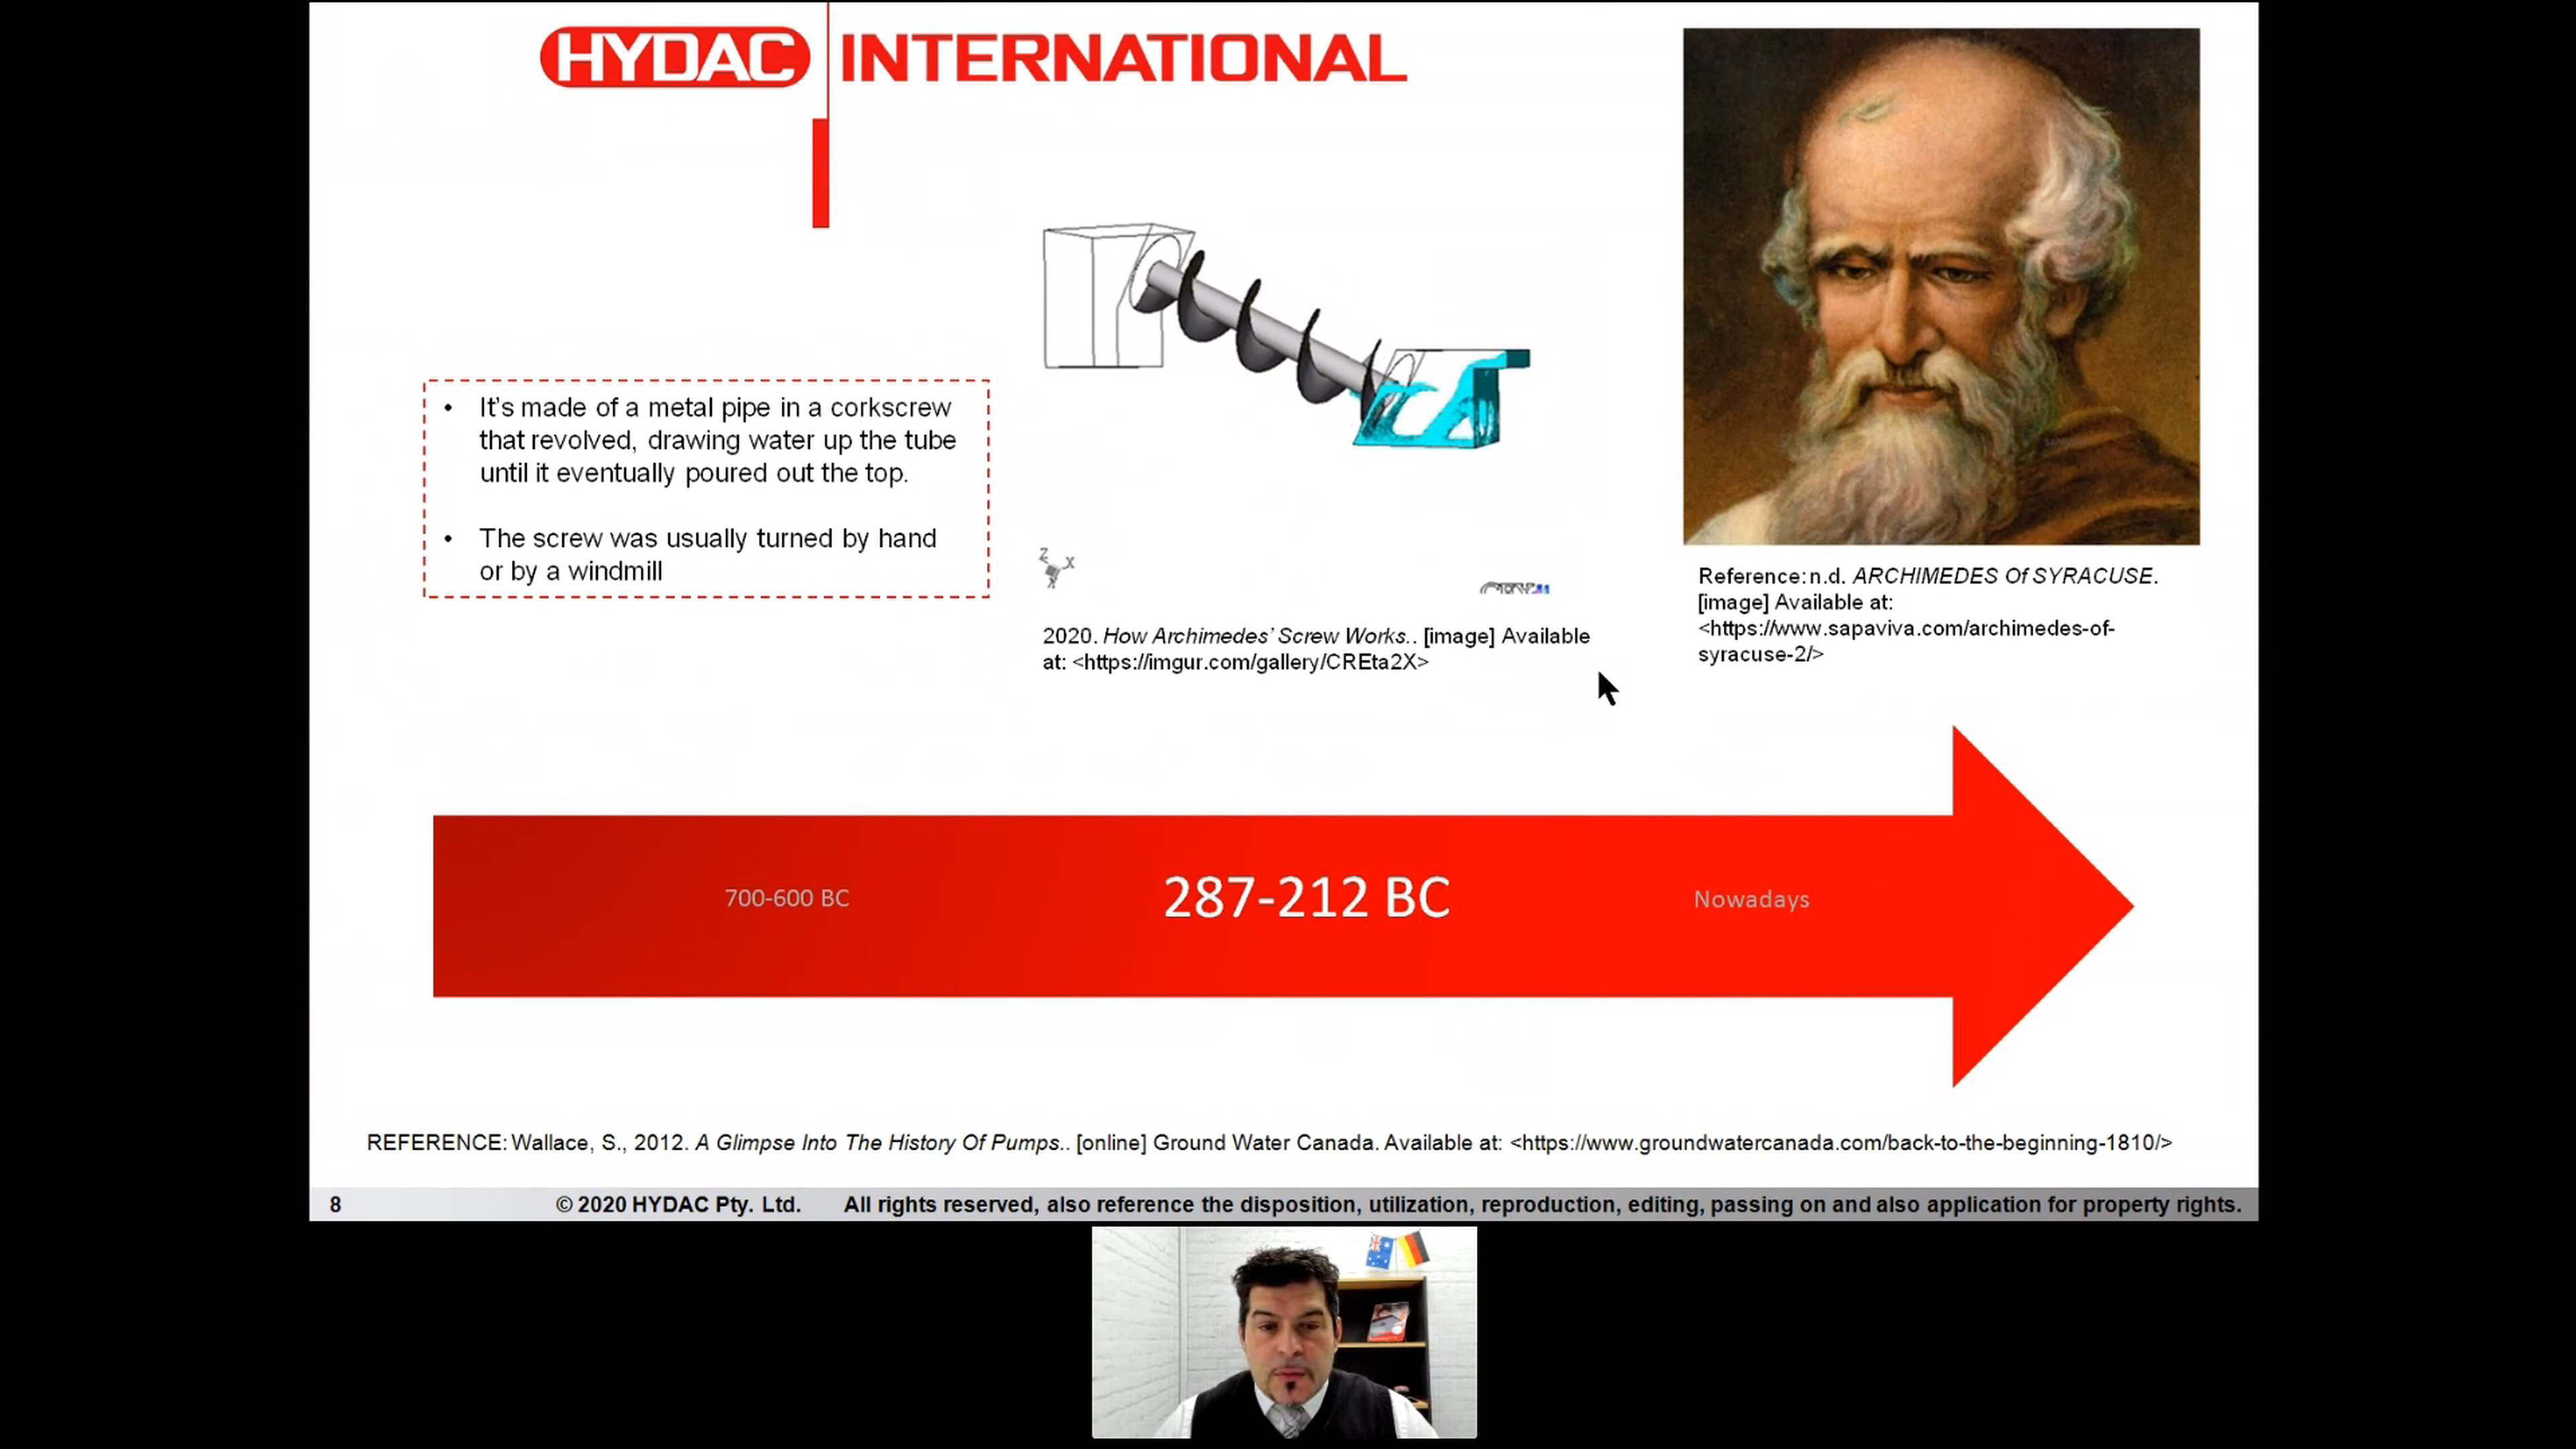 HYDAC INTERNATIONAL
• It's made of a metal pipe in a corkscrew
that revolved, drawing water up the tube
until it eventually poured out the top.
• The screw was usually turned by hand
or by a windmill
Z
X
2020. How Archimedes' Screw Works.. [image] Available
at: <https://imgur.com/gallery/CREta2X>
Reference: n.d. ARCHIMEDES Of SYRACUSE.
[image] Available at:
<https://www.sapaviva.com/archimedes-of-
syracuse-2/>
700-600 BC
287-212 BC
Nowadays
REFERENCE: Wallace, S., 2012. A Glimpse Into The History Of Pumps.. [online] Ground Water Canada. Available at: <https://www.groundwatercanada.com/back-to-the-beginning-1810/>
8 © 2020 HYDAC Pty. Ltd. All rights reserved, also reference the disposition, utilization, reproduction, editing, passing on and also application for property rights.